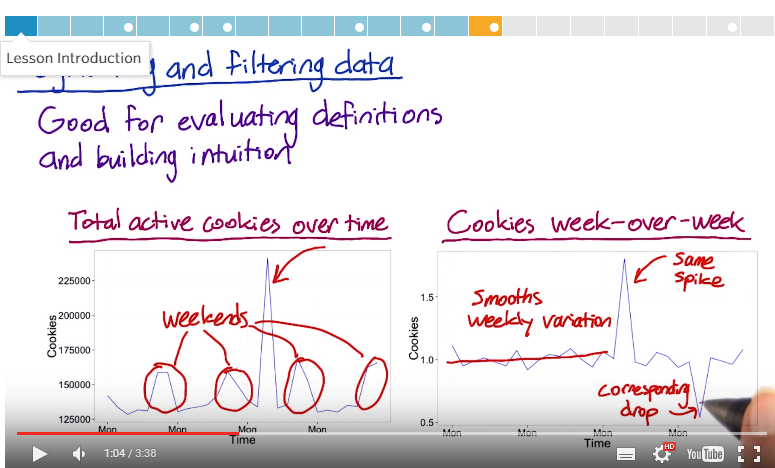 Lesson Introduction
and filtering data
Good for evaluating definitions
and building intuition
Total active cookies over time
Cookies week-over-week
225000
200000
175000
150000
125000
Cookies
weekends
Mon
Mon
Mon
Mon
Time
1.5
1.0
0.5
Cookies
Smooths
weekly variation
Same
spike
corresponding
drop
Mon
Mon
Mon
Mon
Time
1:04 / 3:38
HD
YouTube